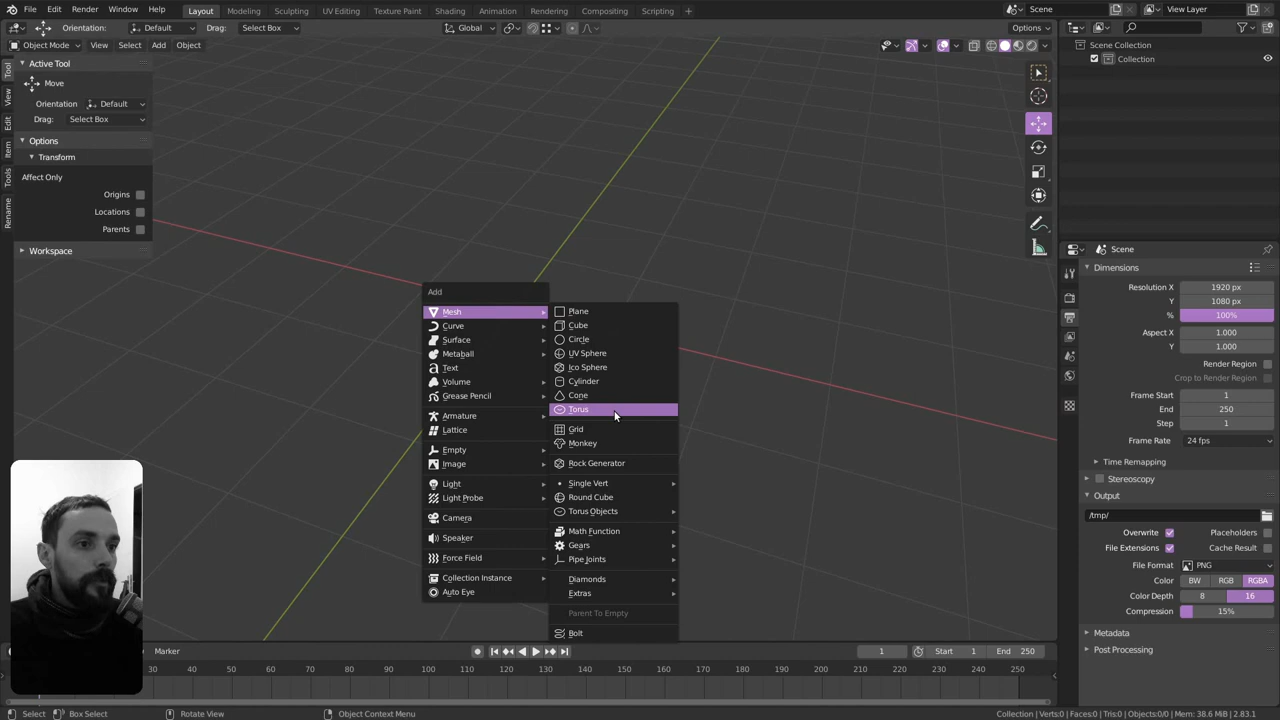 File Edit Render Window Help Layout Modeling Sculpting UV Editing Texture Paint Shading Animation Rendering Compositing Scripting + Scene View Layer
Orientation: Default Drag: Select Box Global Options
Object Mode View Select Add Object
Scene Collection
Collection
Tool
View
Edit
Item
Tools
Rename
Active Tool
Move
Orientation Default
Drag: Select Box
Options
Transform
Affect Only
Origins
Locations
Parents
Workspace
Add
Mesh
Curve
Surface
Metaball
Text
Volume
Grease Pencil
Armature
Lattice
Empty
Image
Light
Light Probe
Camera
Speaker
Force Field
Collection Instance
Auto Eye
Plane
Cube
Circle
UV Sphere
Ico Sphere
Cylinder
Cone
Torus
Grid
Monkey
Rock Generator
Single Vert
Round Cube
Torus Objects
Math Function
Gears
Pipe Joints
Diamonds
Extras
Parent To Empty
Bolt
Scene
Dimensions
Resolution X 1920 px
Y 1080 px
% 100%
Aspect X 1.000
Y 1.000
Render Region
Crop to Render Region
Frame Start 1
End 250
Step 1
Frame Rate 24 fps
Time Remapping
Stereoscopy
Output
/tmp/
Overwrite Placeholders
File Extensions Cache Result
File Format PNG
Color BW RGB RGBA
Color Depth 8 16
Compression 15%
Metadata
Post Processing
Marker 1 Start 1 End 250
30 40 50 60 70 80 90 100 110 120 130 140 150 160 170 180 190 200 210 220 230 240 250
Select Box Select Rotate View Object Context Menu Collection | Verts:0 | Faces:0 | Tris:0 | Objects:0/0 | Mem: 38.6 MiB | 2.83.1